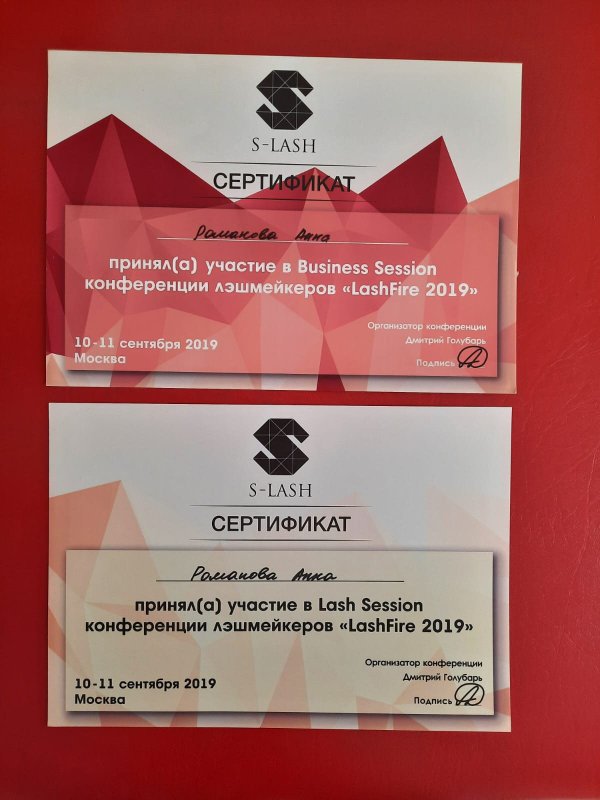 S-LASH
СЕРТИФИКАТ
Романова Анна
принял(а) участие в Business Session
конференции лэшмейкеров «LashFire 2019»
Организатор конференции
10-11 сентября 2019
Дмитрий Голубарь
Москва
Подпись
S-LASH
СЕРТИФИКАТ
Романова Анна
принял(а) участие в Lash Session
конференции лэшмейкеров «LashFire 2019»
Организатор конференции
10-11 сентября 2019
Дмитрий Голубарь
Москва
Подпись